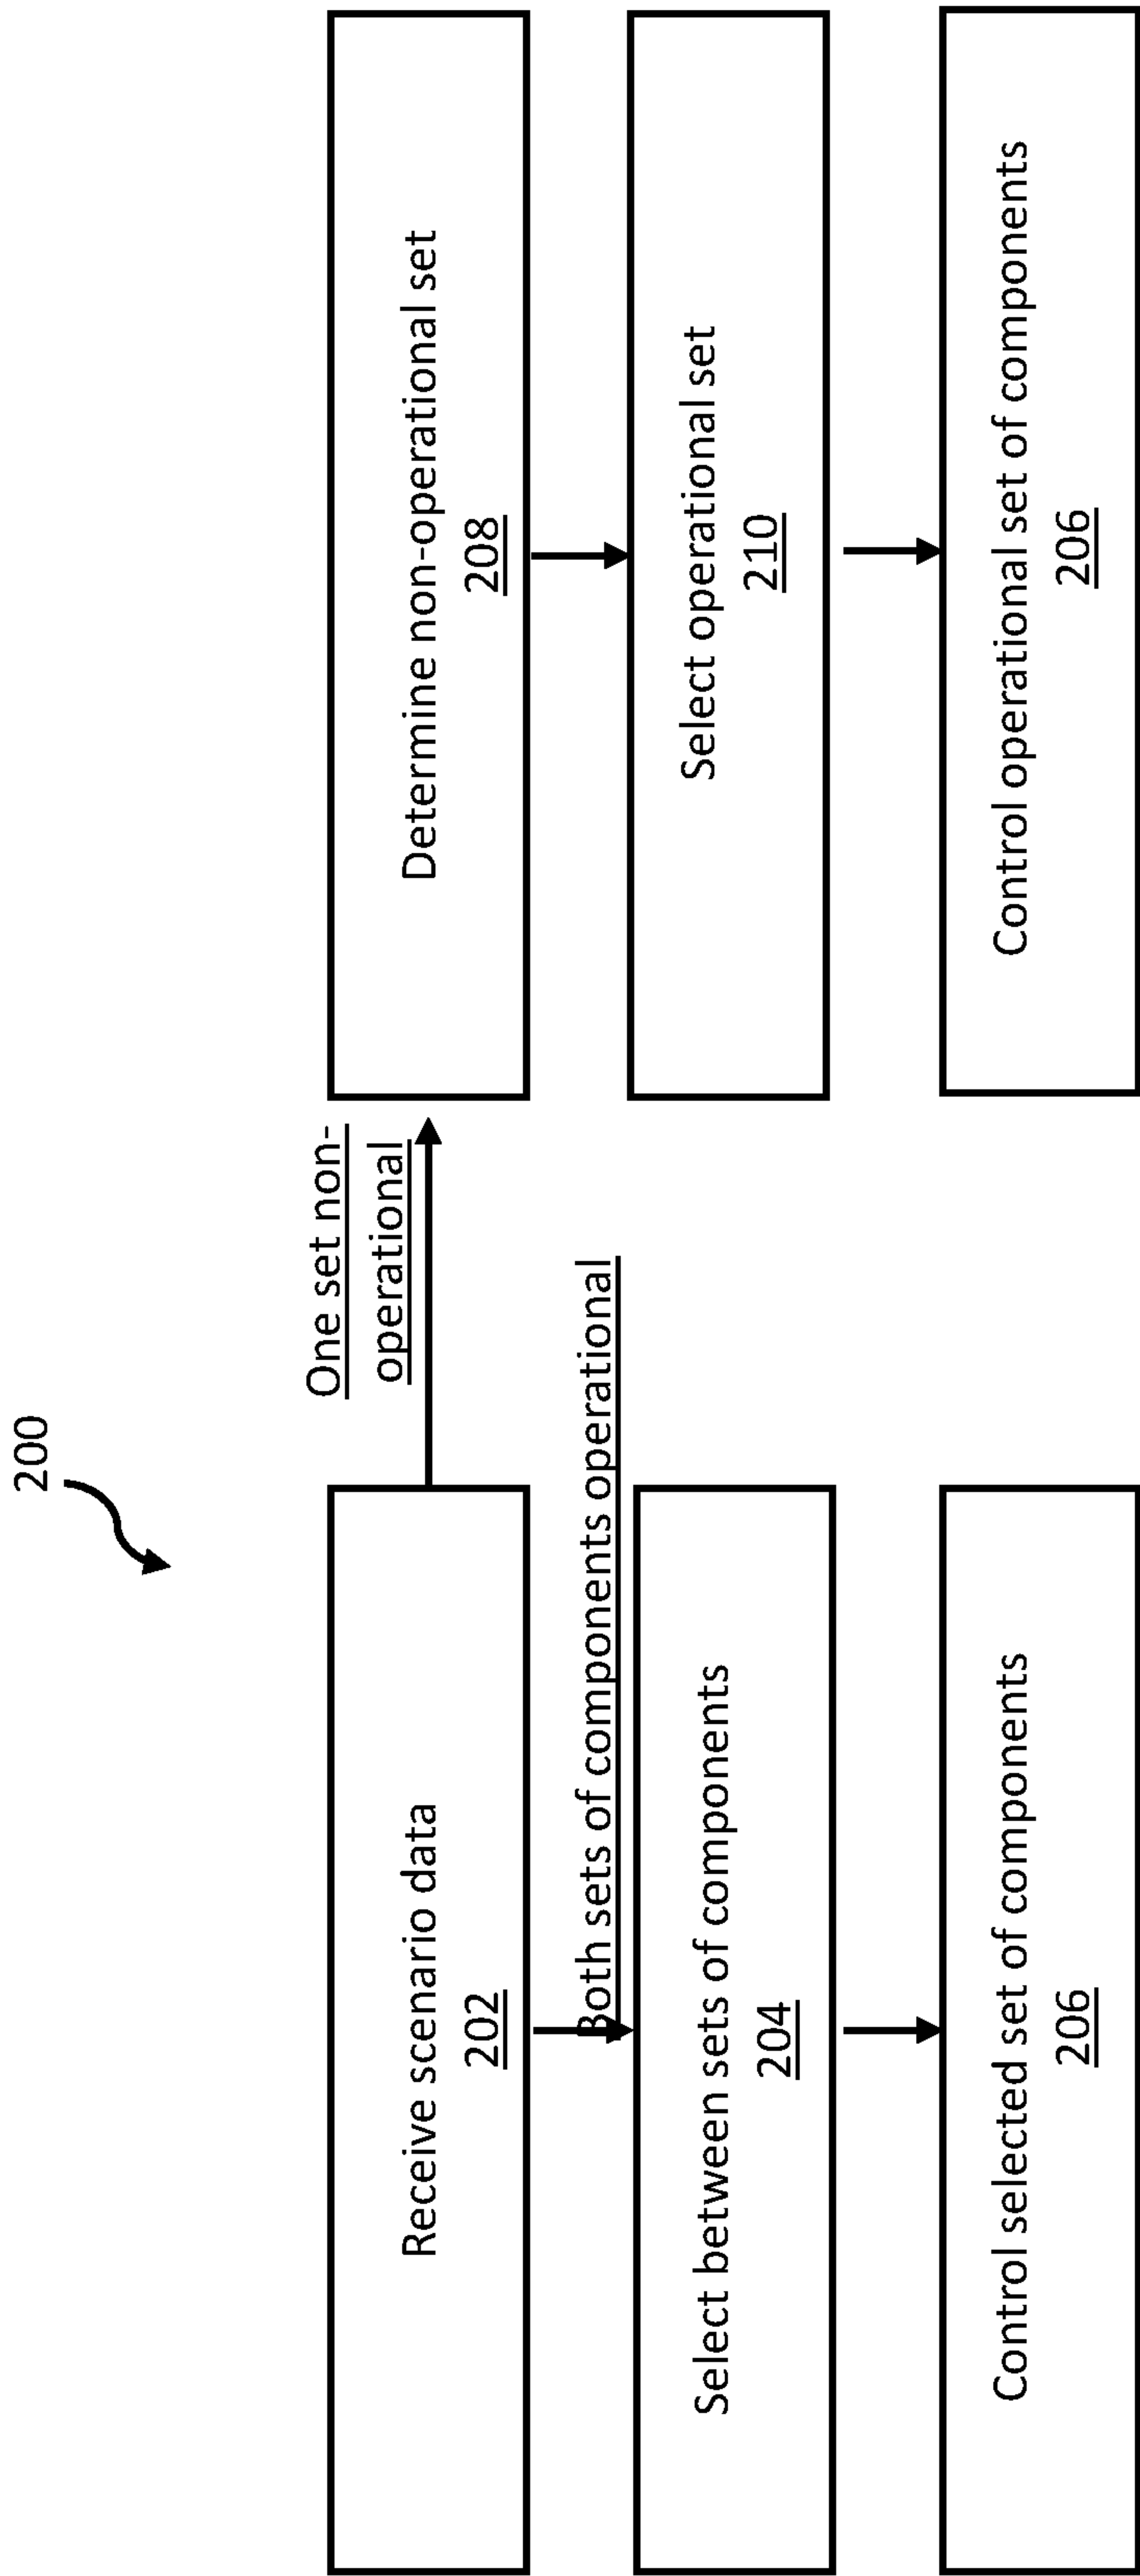 200
Receive scenario data
202
One set non-
operational
Determine non-operational set
208
Both sets of components operational
Select between sets of components
204
Select operational set
210
Control selected set of components
206
Control operational set of components
206